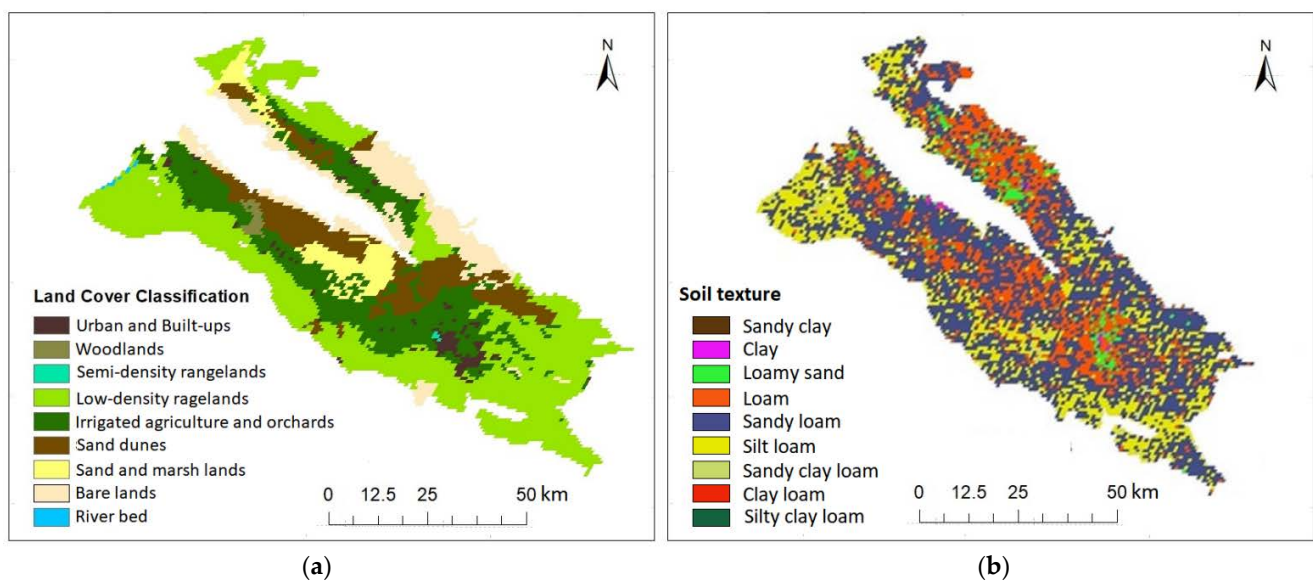 N
Land Cover Classification
Urban and Built-ups
Woodlands
Semi-density rangelands
Low-density ragelands
Irrigated agriculture and orchards
Sand dunes
Sand and marsh lands
Bare lands
River bed
0 12.5 25 50 km
(a)
N
Soil texture
Sandy clay
Clay
Loamy sand
Loam
Sandy loam
Silt loam
Sandy clay loam
Clay loam
Silty clay loam
0 12.5 25 50 km
(b)